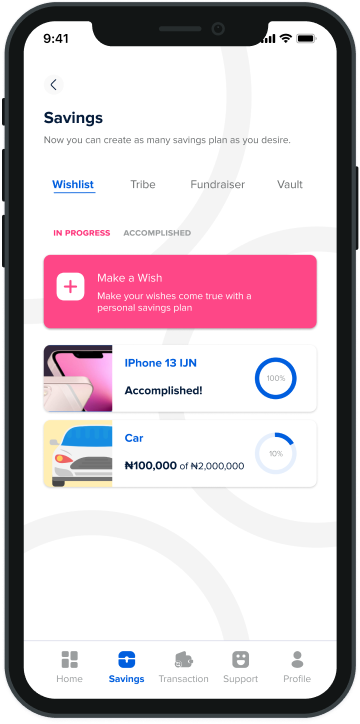 9:41
Savings
Now you can create as many savings plan as you desire.
Wishlist Tribe Fundraiser Vault
IN PROGRESS ACCOMPLISHED
Make a Wish
Make your wishes come true with a
personal savings plan
IPhone 13 IJN
Accomplished!
100%
Car
₦100,000 of ₦2,000,000
10%
Home Savings Transaction Support Profile